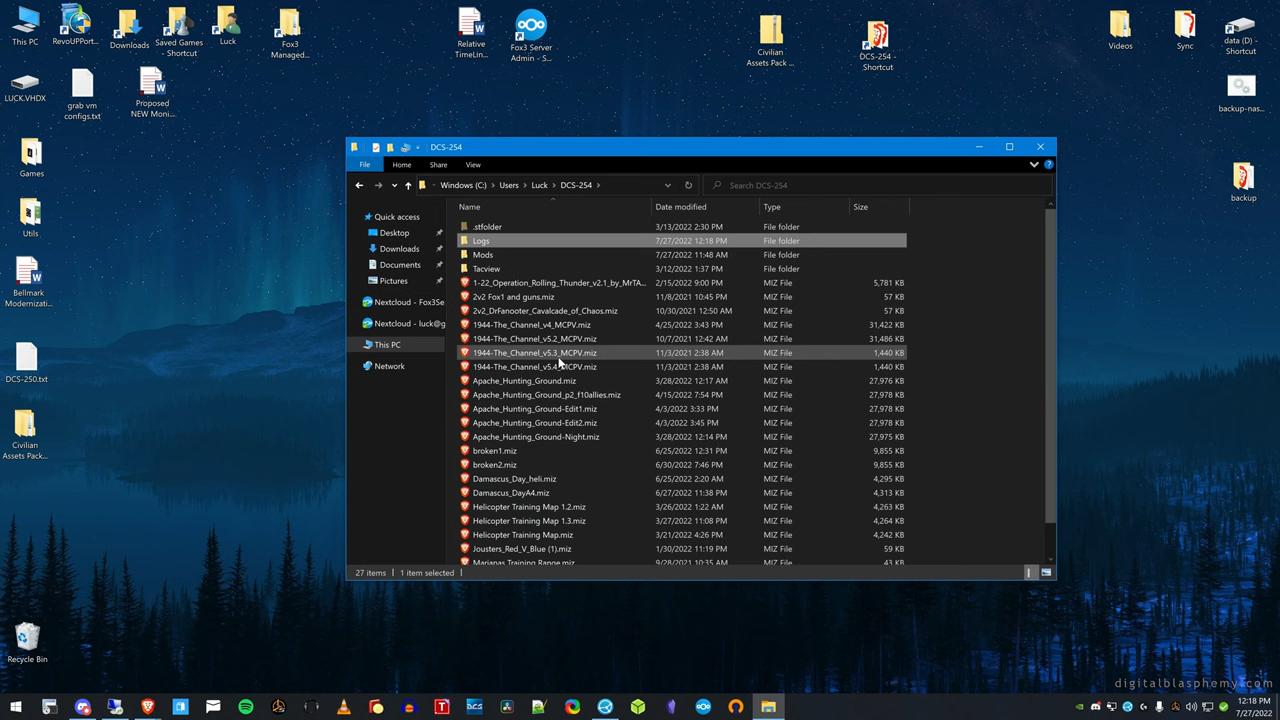 This PC
RevoUPPort...
Downloads
Saved Games
- Shortcut
Luck
Fox3
Managed...
Relative
TimeLin...
Fox3 Server
Admin - S...
Civilian
Assets Pack ...
DCS-254 -
Shortcut
Videos
Sync
data (D) -
Shortcut
LUCK.VHDX
grab vm
configs.txt
Proposed
NEW Moni...
backup-nas...
Games
backup
Utils
Bellmark
Modernizati...
DCS-250.txt
Civilian
Assets Pack...
Recycle Bin
DCS-254
File Home Share View
Windows (C:) Users Luck DCS-254
Search DCS-254
Quick access
Desktop
Downloads
Documents
Pictures
Nextcloud - Fox3Se
Nextcloud - luck@g
This PC
Network
Name Date modified Type Size
.stfolder 3/13/2022 2:30 PM File folder
Logs 7/27/2022 12:18 PM File folder
Mods 7/27/2022 11:48 AM File folder
Tacview 3/12/2022 1:37 PM File folder
1-22_Operation_Rolling_Thunder_v2.1_by_MrTA... 2/15/2022 9:00 PM MIZ File 5,781 KB
2v2 Fox1 and guns.miz 11/8/2021 10:45 PM MIZ File 57 KB
2v2_DrFanooter_Cavalcade_of_Chaos.miz 10/30/2021 12:50 AM MIZ File 57 KB
1944-The_Channel_v4_MCPV.miz 4/25/2022 3:43 PM MIZ File 31,422 KB
1944-The_Channel_v5.2_MCPV.miz 10/7/2021 12:42 AM MIZ File 31,486 KB
1944-The_Channel_v5.3_MCPV.miz 11/3/2021 2:38 AM MIZ File 1,440 KB
1944-The_Channel_v5.4_MCPV.miz 11/3/2021 2:38 AM MIZ File 1,440 KB
Apache_Hunting_Ground.miz 3/28/2022 12:17 AM MIZ File 27,976 KB
Apache_Hunting_Ground_p2_f10allies.miz 4/15/2022 7:54 PM MIZ File 27,978 KB
Apache_Hunting_Ground-Edit1.miz 4/3/2022 3:33 PM MIZ File 27,978 KB
Apache_Hunting_Ground-Edit2.miz 4/3/2022 3:45 PM MIZ File 27,978 KB
Apache_Hunting_Ground-Night.miz 3/28/2022 12:14 PM MIZ File 27,975 KB
broken1.miz 6/25/2022 12:31 PM MIZ File 9,855 KB
broken2.miz 6/30/2022 7:46 PM MIZ File 9,855 KB
Damascus_Day_heli.miz 6/25/2022 2:20 AM MIZ File 4,295 KB
Damascus_DayA4.miz 6/27/2022 11:38 PM MIZ File 4,313 KB
Helicopter Training Map 1.2.miz 3/26/2022 1:22 AM MIZ File 4,263 KB
Helicopter Training Map 1.3.miz 3/27/2022 11:08 PM MIZ File 4,264 KB
Helicopter Training Map.miz 3/21/2022 4:26 PM MIZ File 4,242 KB
Jousters_Red_V_Blue (1).miz 1/30/2022 11:19 PM MIZ File 59 KB
Marianas Training Range.miz 9/28/2021 10:35 AM MIZ File 43 KB
27 items 1 item selected
digitalblasphemy.com
12:18 PM
7/27/2022